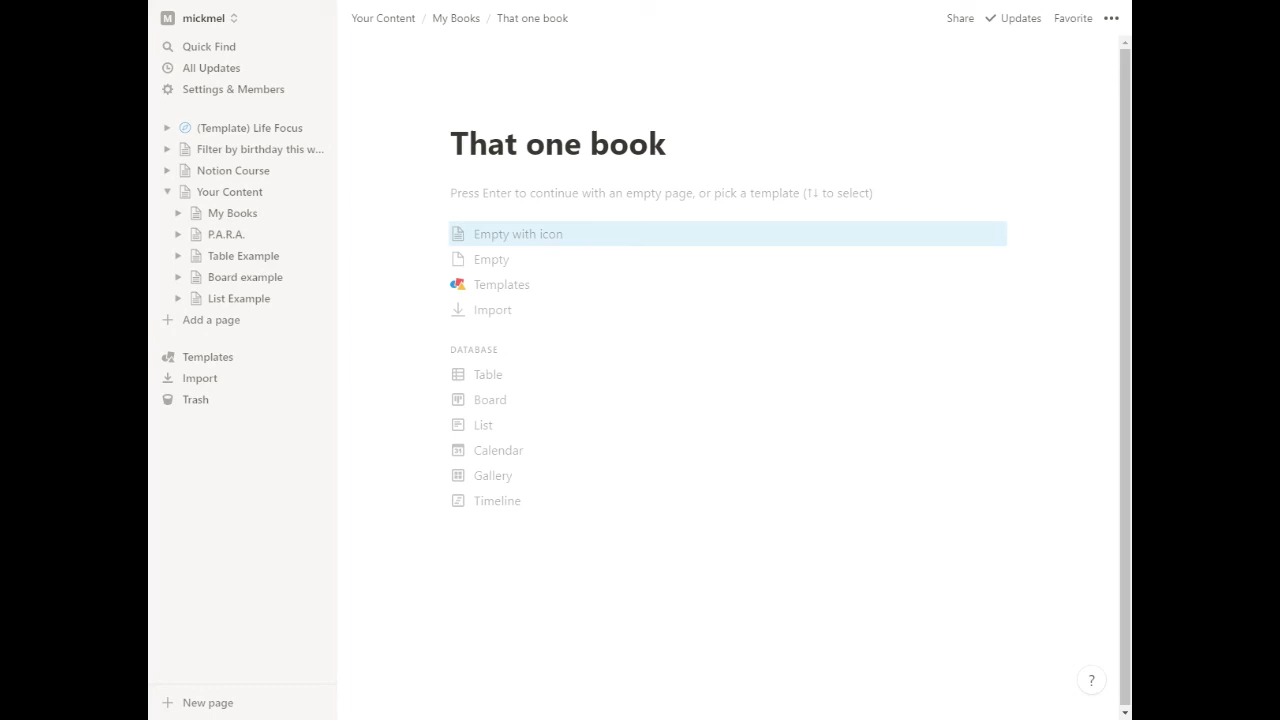 M mickmel
Quick Find
All Updates
Settings & Members
(Template) Life Focus
Filter by birthday this w...
Notion Course
Your Content
My Books
P.A.R.A.
Table Example
Board example
List Example
Add a page
Templates
Import
Trash
New page
Your Content / My Books / That one book
Share Updates Favorite
That one book
Press Enter to continue with an empty page, or pick a template (↑↓ to select)
Empty with icon
Empty
Templates
Import
DATABASE
Table
Board
List
Calendar
Gallery
Timeline
?